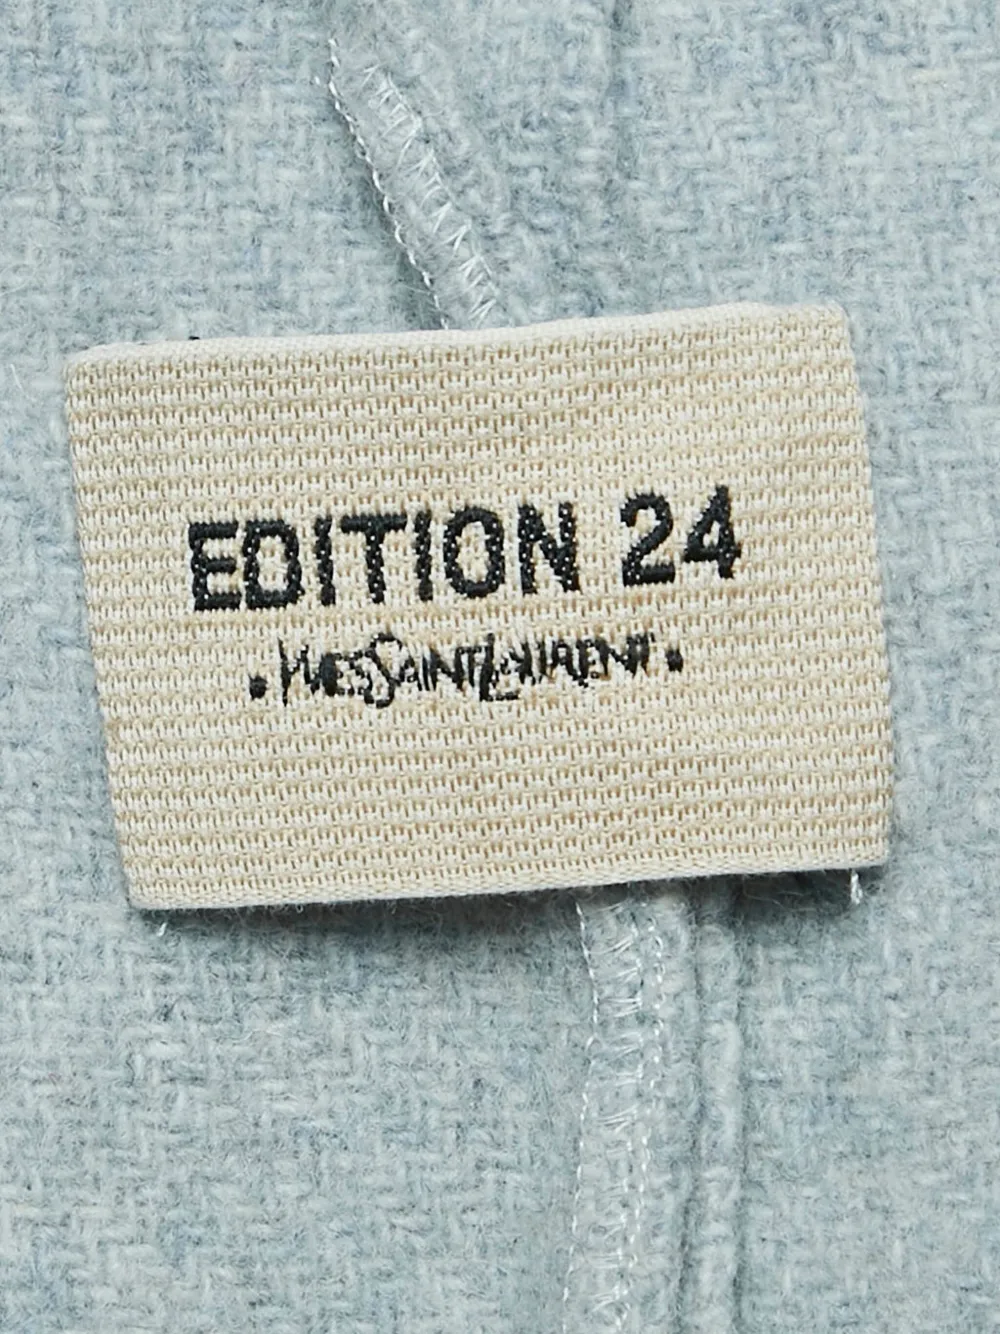 EDITION 24
• YVESSAINTLAURENT •